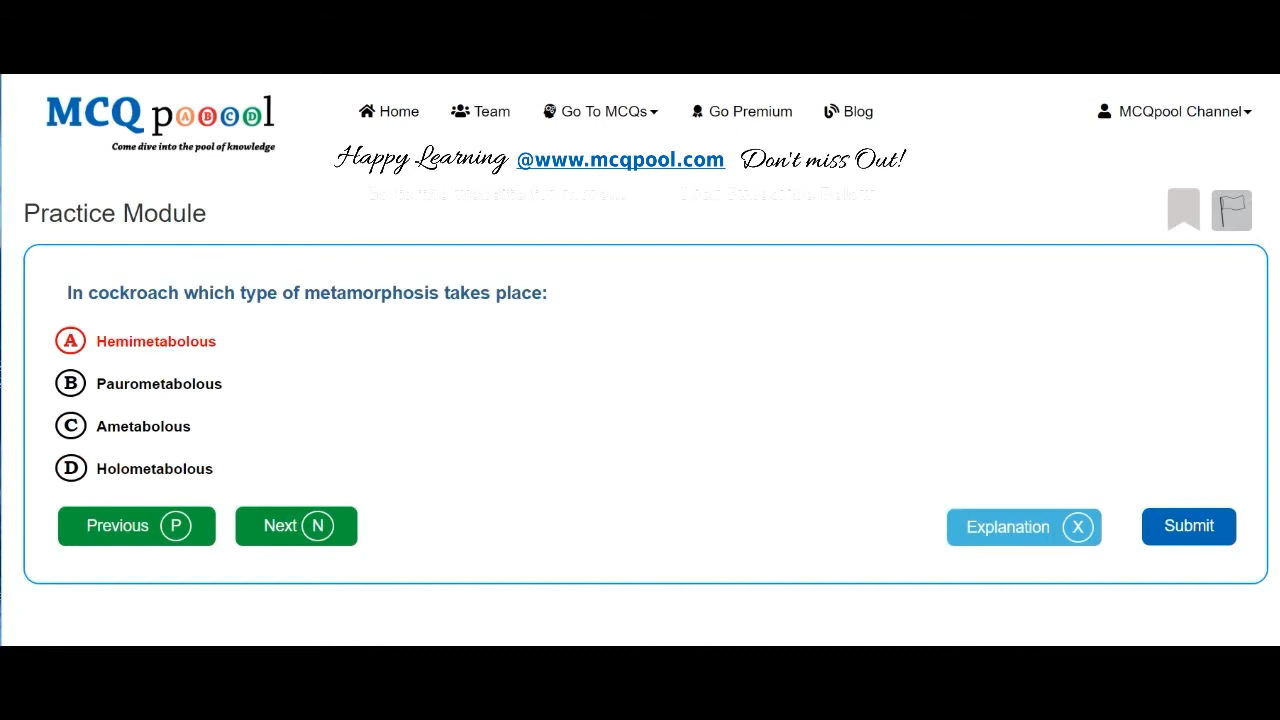 MCQ pooool
Come dive into the pool of knowledge
Home Team Go To MCQs Go Premium Blog MCQpool Channel
Happy Learning @www.mcqpool.com Don't miss Out!
Practice Module
In cockroach which type of metamorphosis takes place:
A Hemimetabolous
B Paurometabolous
C Ametabolous
D Holometabolous
Previous P Next N Explanation X Submit